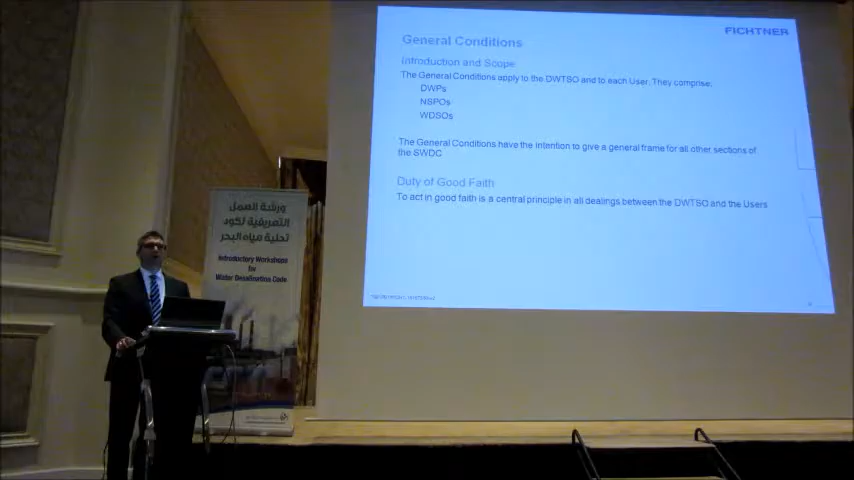 FICHTNER
General Conditions
Introduction and Scope
The General Conditions apply to the DWTSO and to each User. They comprise:
DWPs
NSPOs
WDSOs
The General Conditions have the intention to give a general frame for all other sections of
the SWDC
Duty of Good Faith
To act in good faith is a central principle in all dealings between the DWTSO and the Users
ورشة العمل
التعريفية لكود
تحلية مياه البحر
Introductory Workshops
for
Water Desalination Code